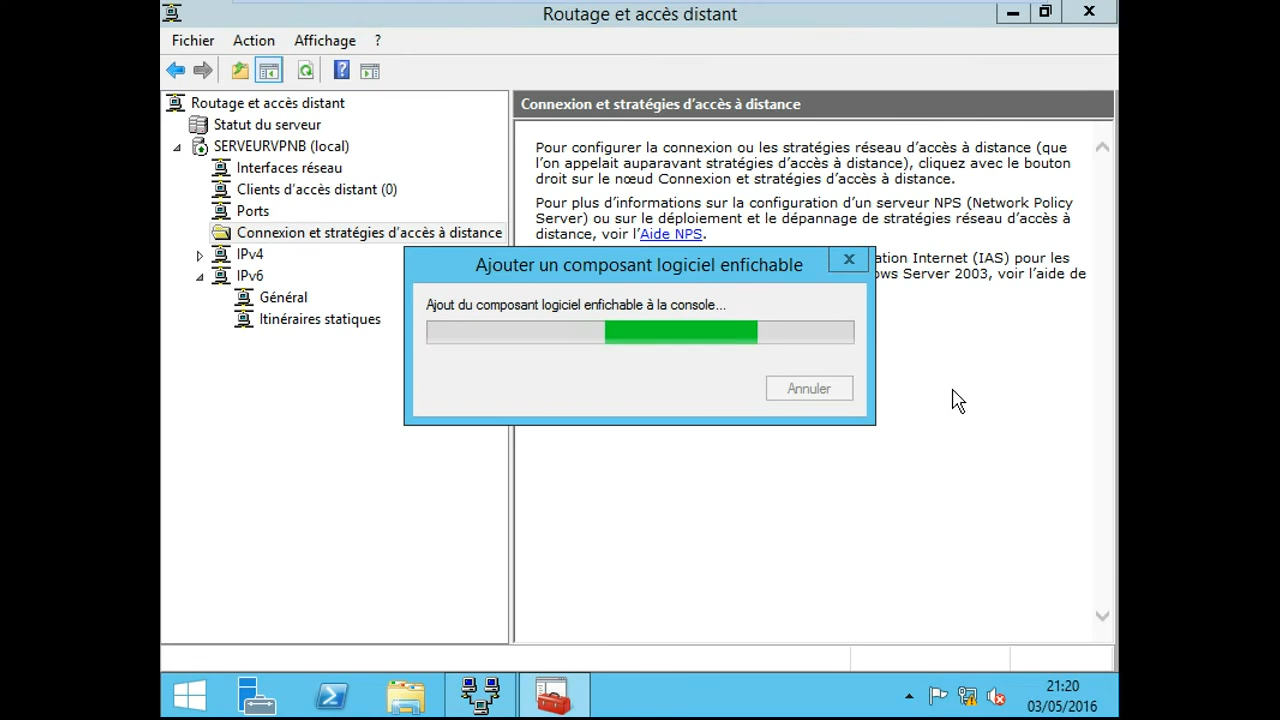 Routage et accès distant
Fichier Action Affichage ?
Routage et accès distant
Statut du serveur
SERVEURVPNB (local)
Interfaces réseau
Clients d'accès distant (0)
Ports
Connexion et stratégies d'accès à distance
IPv4
IPv6
Général
Itinéraires statiques
Connexion et stratégies d'accès à distance
Pour configurer la connexion ou les stratégies réseau d'accès à distance (que
l'on appelait auparavant stratégies d'accès à distance), cliquez avec le bouton
droit sur le nœud Connexion et stratégies d'accès à distance.
Pour plus d'informations sur la configuration d'un serveur NPS (Network Policy
Server) ou sur le déploiement et le dépannage de stratégies réseau d'accès à
distance, voir l'Aide NPS.
ation Internet (IAS) pour les
ows Server 2003, voir l'aide de
Ajouter un composant logiciel enfichable
Ajout du composant logiciel enfichable à la console...
Annuler
21:20
03/05/2016